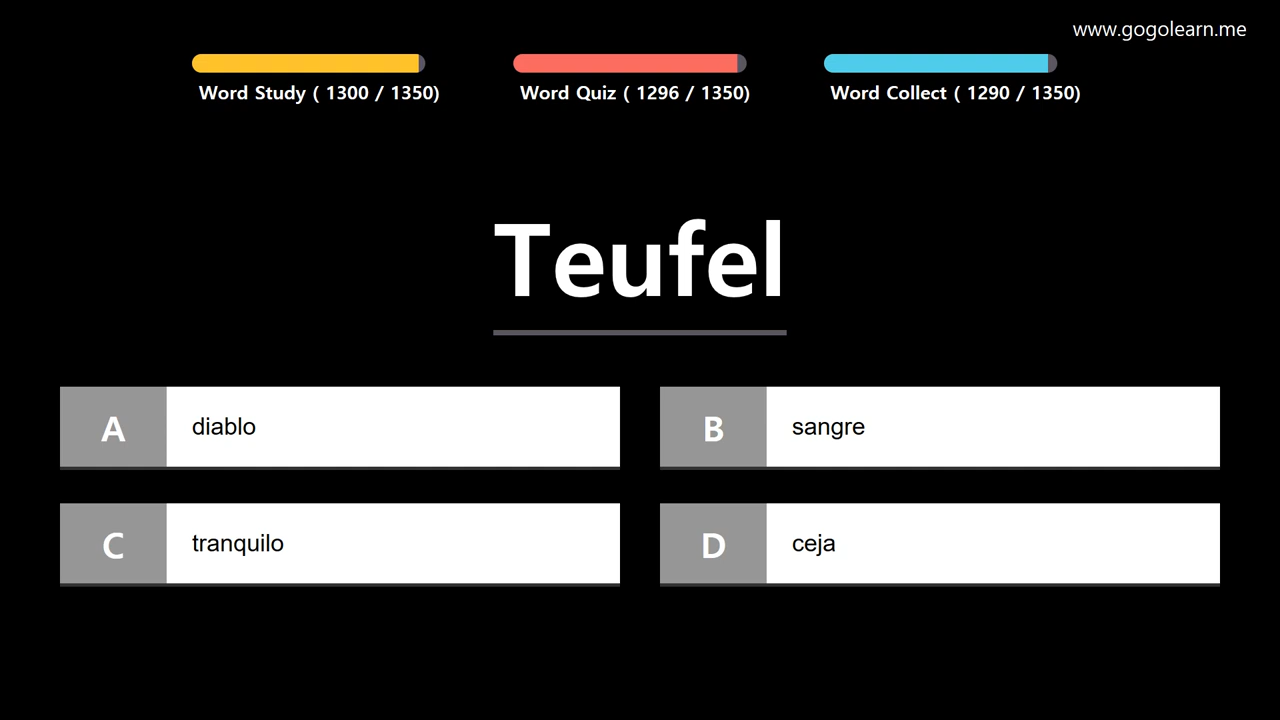 www.gogolearn.me
Word Study ( 1300 / 1350)
Word Quiz ( 1296 / 1350)
Word Collect ( 1290 / 1350)
Teufel
A diablo
B sangre
C tranquilo
D ceja